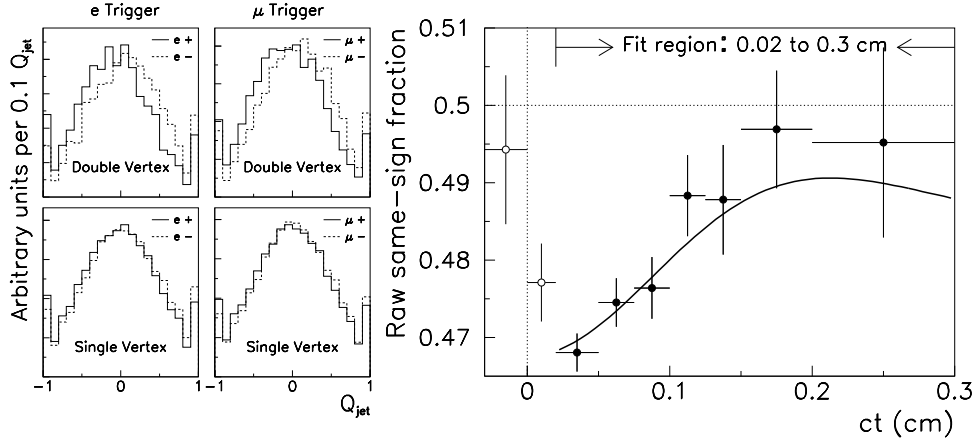 e Trigger
μ Trigger
Arbitrary units per 0.1 Q_jet
e +
e −
Double Vertex
μ +
μ −
Double Vertex
e +
e −
Single Vertex
μ +
μ −
Single Vertex
−1 0 1
−1 0 1
Q_jet
Raw same−sign fraction
0.51
0.5
0.49
0.48
0.47
Fit region: 0.02 to 0.3 cm
0 0.1 0.2 0.3
ct (cm)